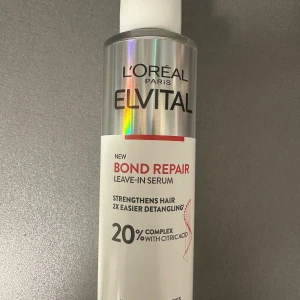 L'ORÉAL
PARIS
ELVITAL
NEW
BOND REPAIR
LEAVE-IN SERUM
STRENGTHENS HAIR
2X EASIER DETANGLING
20% COMPLEX
WITH CITRIC ACID